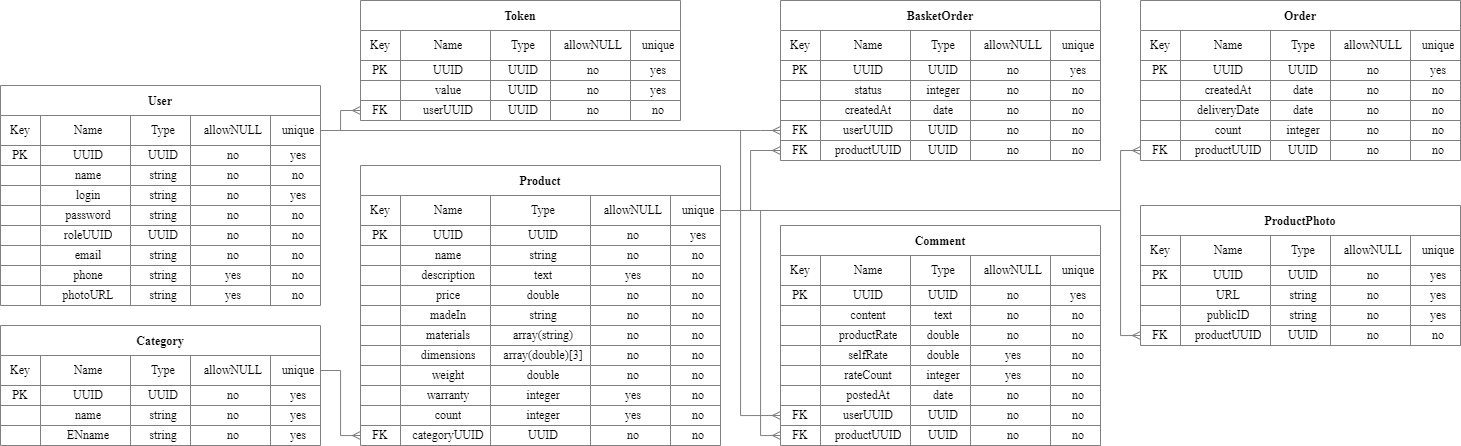 User
Key Name Type allowNULL unique
PK UUID UUID no yes
name string no no
login string no yes
password string no no
roleUUID UUID no no
email string no no
phone string yes no
photoURL string yes no
Category
Key Name Type allowNULL unique
PK UUID UUID no yes
name string no yes
ENname string no yes
Token
Key Name Type allowNULL unique
PK UUID UUID no yes
value UUID no yes
FK userUUID UUID no no
Product
Key Name Type allowNULL unique
PK UUID UUID no yes
name string no no
description text yes no
price double no no
madeIn string no no
materials array(string) no no
dimensions array(double)[3] no no
weight double no no
warranty integer yes no
count integer yes no
FK categoryUUID UUID no no
BasketOrder
Key Name Type allowNULL unique
PK UUID UUID no yes
status integer no no
createdAt date no no
FK userUUID UUID no no
FK productUUID UUID no no
Comment
Key Name Type allowNULL unique
PK UUID UUID no yes
content text no no
productRate double no no
selfRate double yes no
rateCount integer yes no
postedAt date no no
FK userUUID UUID no no
FK productUUID UUID no no
Order
Key Name Type allowNULL unique
PK UUID UUID no yes
createdAt date no no
deliveryDate date no no
count integer no no
FK productUUID UUID no no
ProductPhoto
Key Name Type allowNULL unique
PK UUID UUID no yes
URL string no yes
publicID string no yes
FK productUUID UUID no no